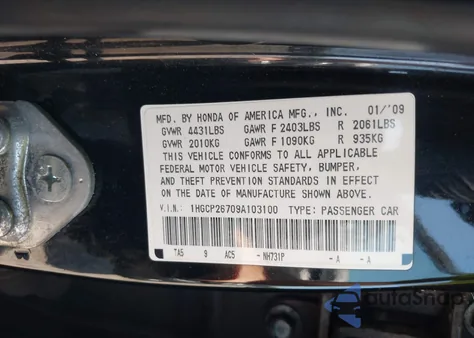 MFD. BY HONDA OF AMERICA MFG., INC. 01/'09
GVWR 4431LBS GAWR F 2403LBS R 2061LBS
GVWR 2010KG GAWR F 1090KG R 935KG
THIS VEHICLE CONFORMS TO ALL APPLICABLE
FEDERAL MOTOR VEHICLE SAFETY, BUMPER,
AND THEFT PREVENTION STANDARDS IN EFFECT
ON THE DATE OF MANUFACTURE SHOWN ABOVE.
V.I.N.: 1HGCP26709A103100 TYPE: PASSENGER CAR
TA5 9 AC5 - NH731P -A -A
autoSnap